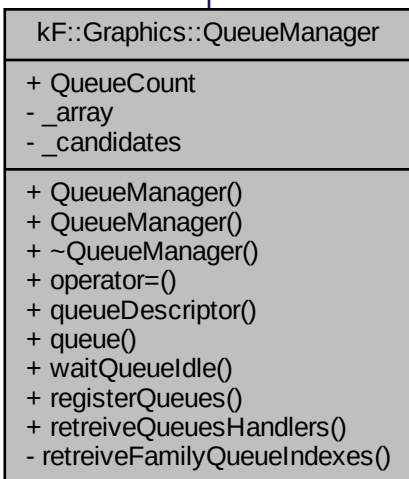 kF::Graphics::QueueManager
+ QueueCount
- _array
- _candidates
+ QueueManager()
+ QueueManager()
+ ~QueueManager()
+ operator=()
+ queueDescriptor()
+ queue()
+ waitQueueIdle()
+ registerQueues()
+ retreiveQueuesHandlers()
- retreiveFamilyQueueIndexes()